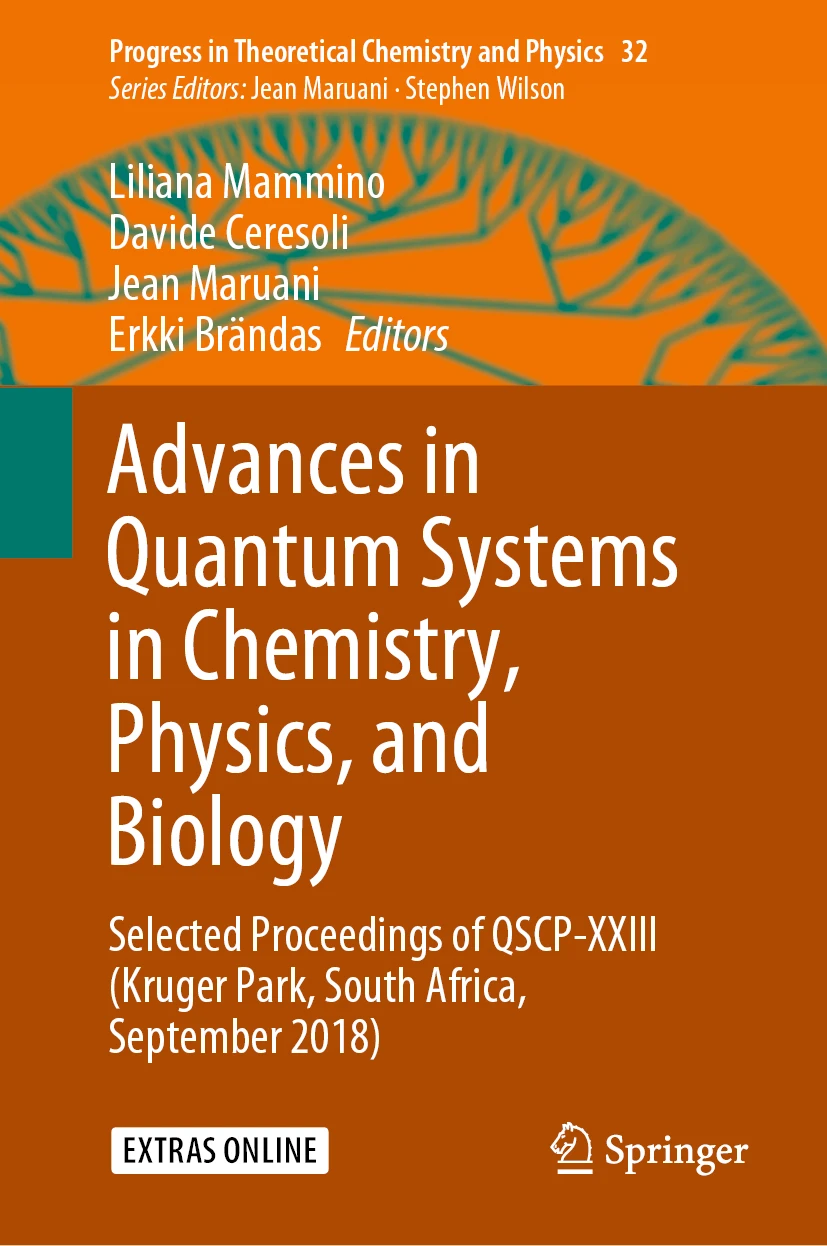 Progress in Theoretical Chemistry and Physics 32
Series Editors: Jean Maruani · Stephen Wilson
Liliana Mammino
Davide Ceresoli
Jean Maruani
Erkki Brändas Editors
Advances in
Quantum Systems
in Chemistry,
Physics, and
Biology
Selected Proceedings of QSCP-XXIII
(Kruger Park, South Africa,
September 2018)
EXTRAS ONLINE
Springer